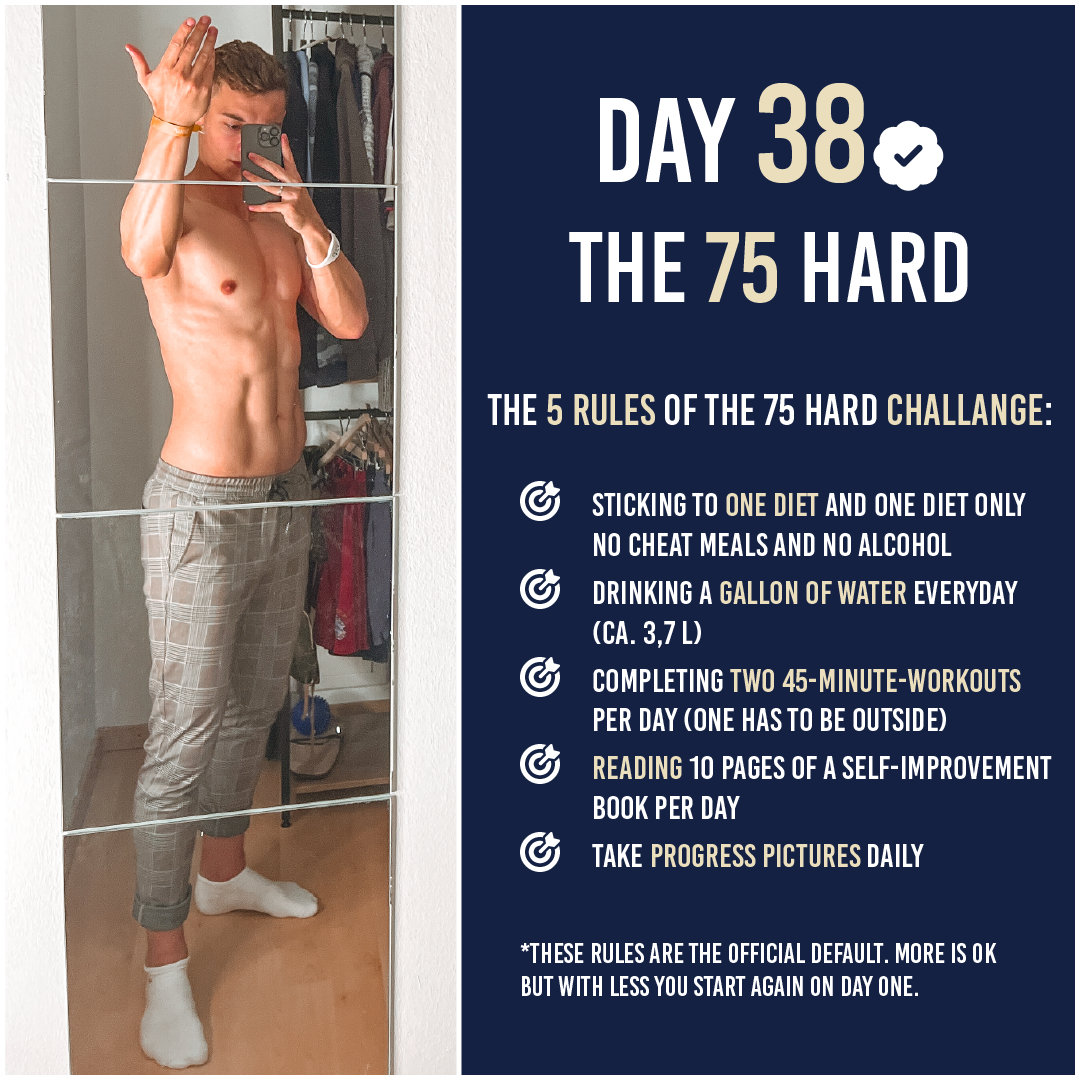 DAY 38
THE 75 HARD
THE 5 RULES OF THE 75 HARD CHALLANGE:
STICKING TO ONE DIET AND ONE DIET ONLY
NO CHEAT MEALS AND NO ALCOHOL
DRINKING A GALLON OF WATER EVERYDAY
(CA. 3,7 L)
COMPLETING TWO 45-MINUTE-WORKOUTS
PER DAY (ONE HAS TO BE OUTSIDE)
READING 10 PAGES OF A SELF-IMPROVEMENT
BOOK PER DAY
TAKE PROGRESS PICTURES DAILY
*THESE RULES ARE THE OFFICIAL DEFAULT. MORE IS OK
BUT WITH LESS YOU START AGAIN ON DAY ONE.